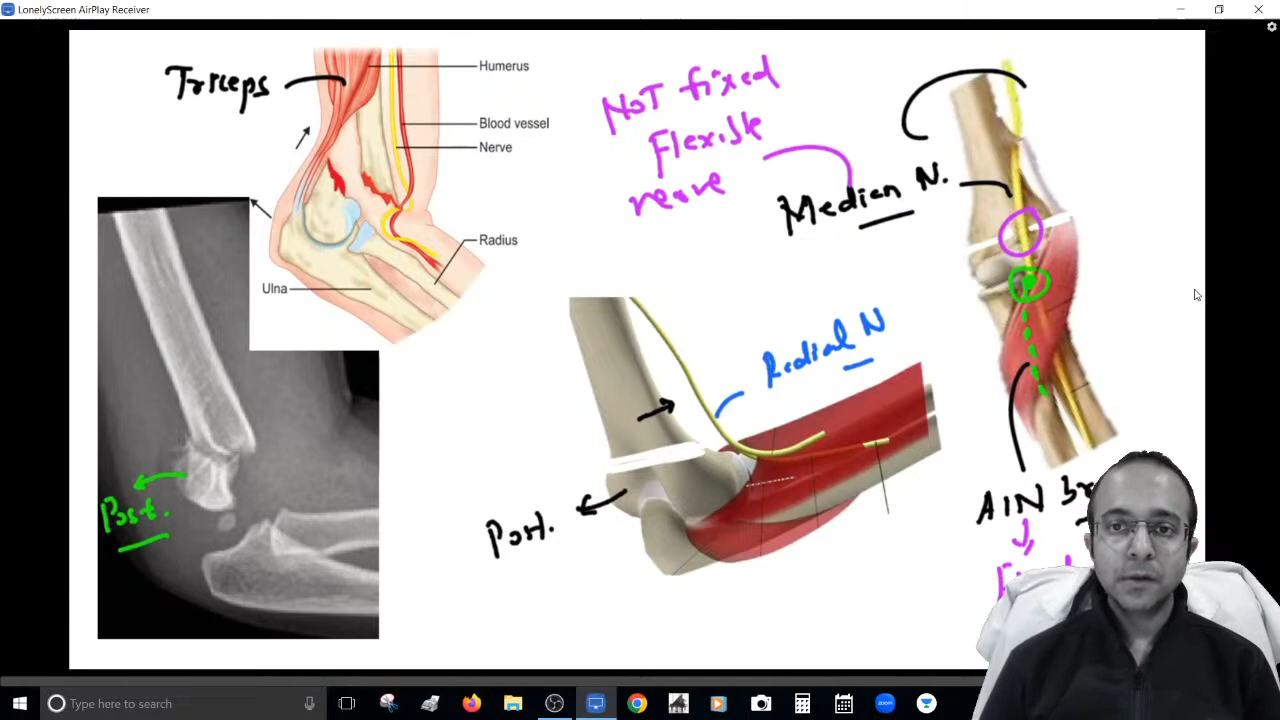 LonelyScreen AirPlay Receiver
Triceps
Humerus
Blood vessel
Nerve
Radius
Ulna
NOT fixed
Flexible
nerve
Median N.
Radial N
Post.
Post.
AIN
Type here to search
zoom